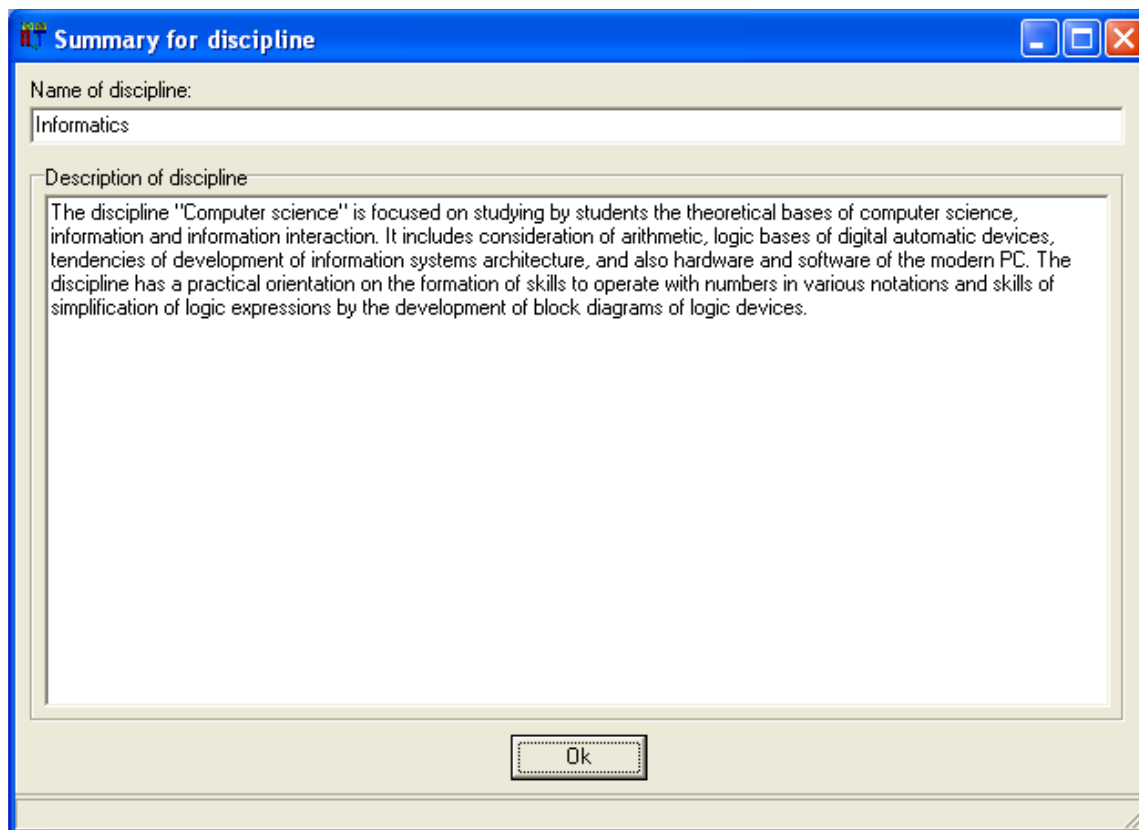 Summary for discipline
Name of discipline:
Informatics
Description of discipline
The discipline "Computer science" is focused on studying by students the theoretical bases of computer science,
information and information interaction. It includes consideration of arithmetic, logic bases of digital automatic devices,
tendencies of development of information systems architecture, and also hardware and software of the modern PC. The
discipline has a practical orientation on the formation of skills to operate with numbers in various notations and skills of
simplification of logic expressions by the development of block diagrams of logic devices.
Ok